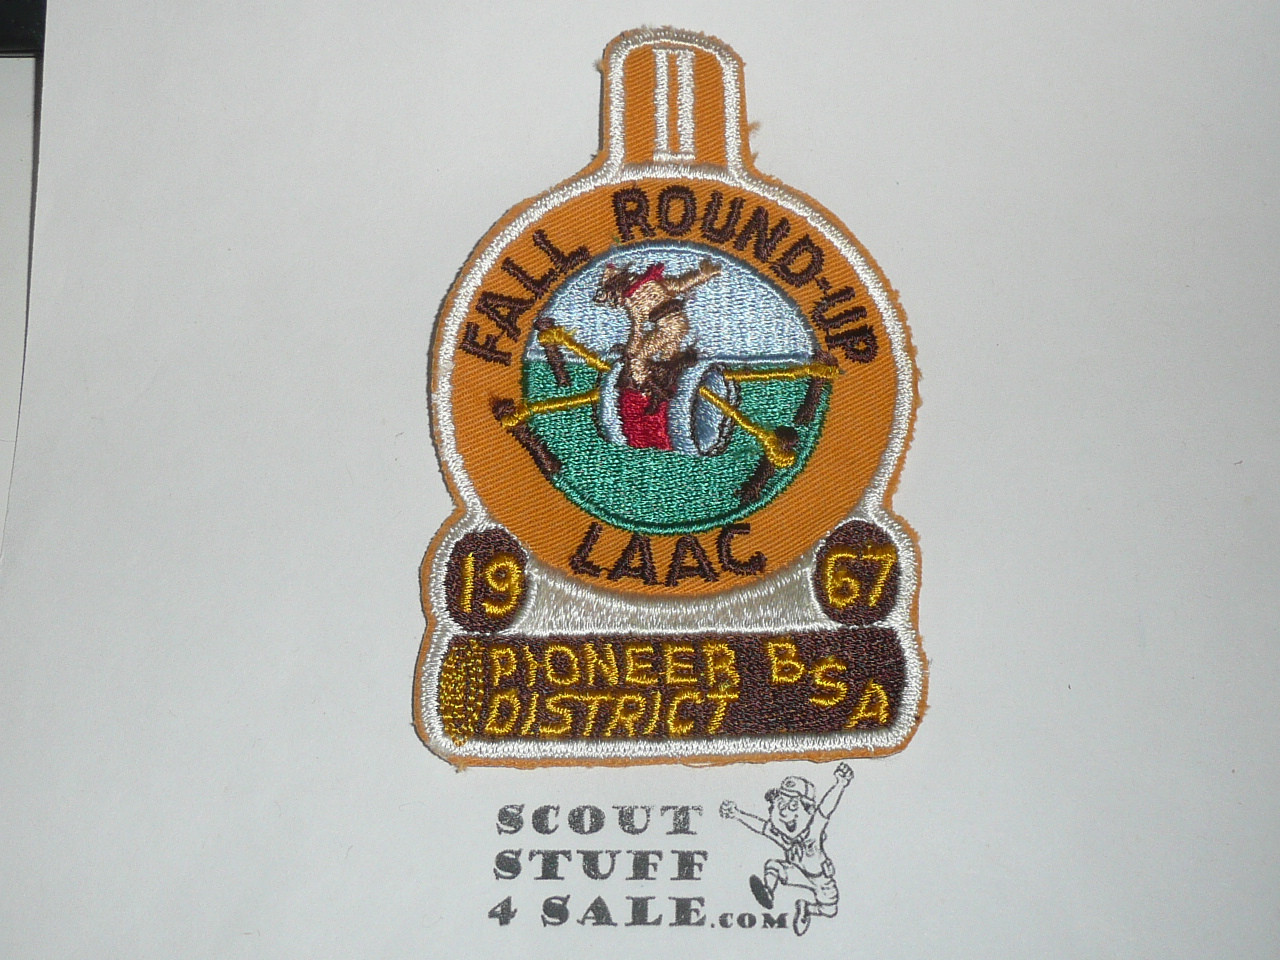 FALL ROUND-UP
LAAC
19 67
PIONEER BSA
DISTRICT
SCOUT
STUFF
4 SALE.COM